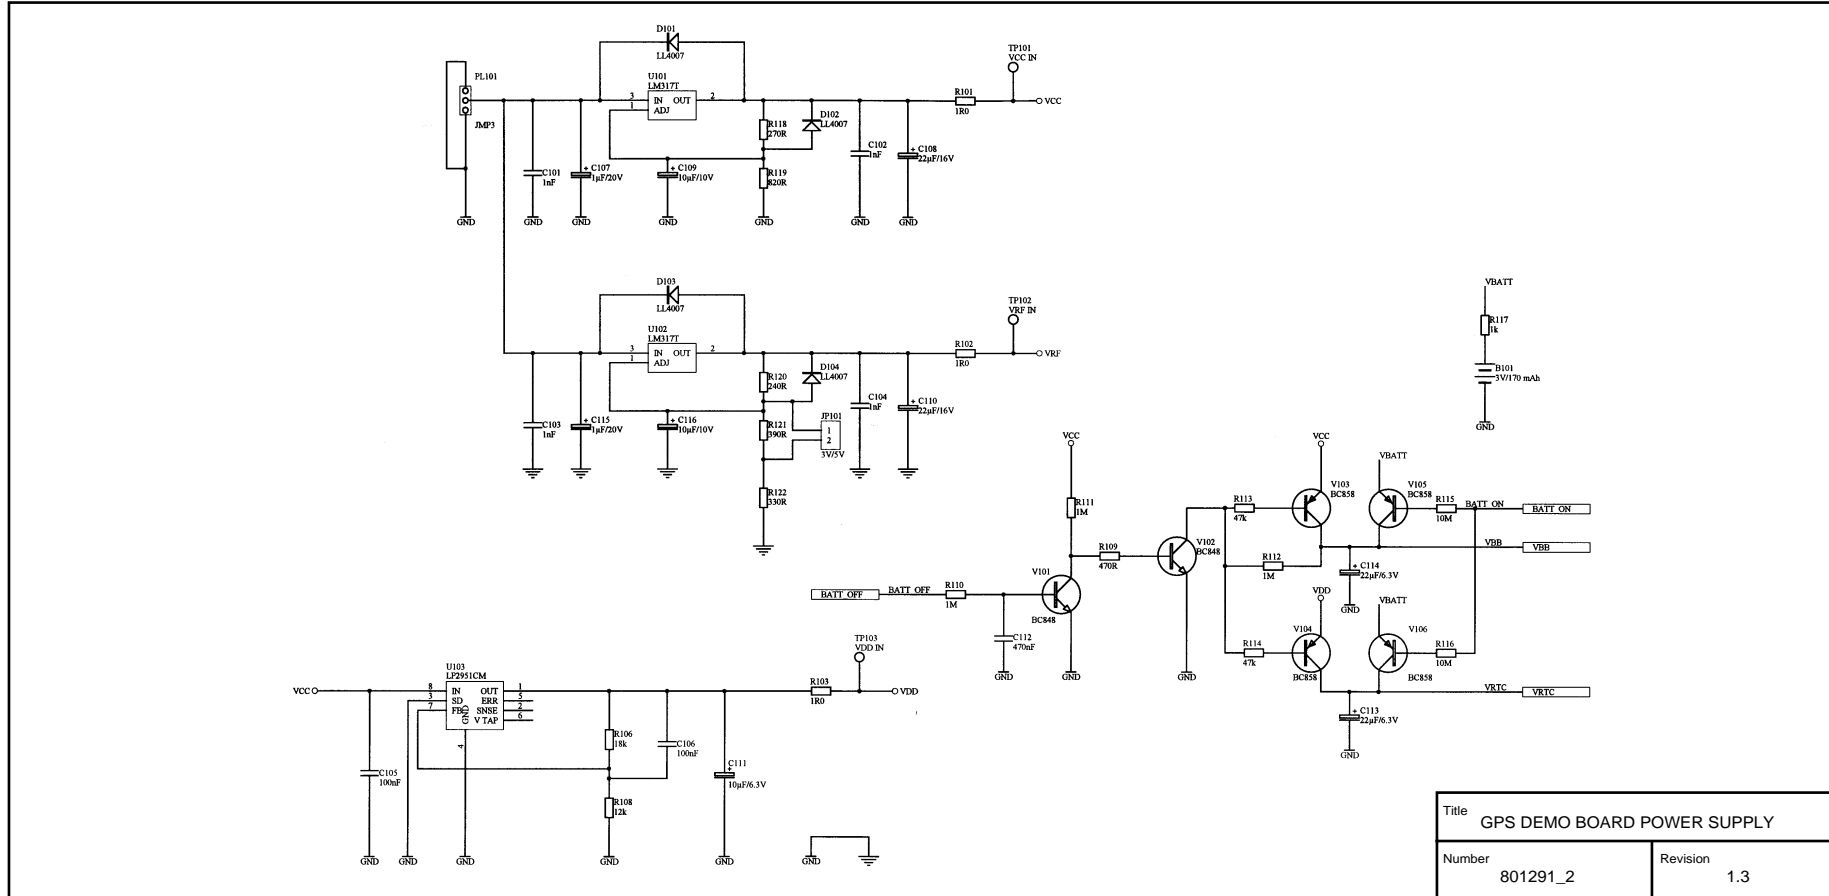 D101
LL4007
TP101
VCC IN
PL101
JMP3
U101
LM317T
3 IN OUT 2
1 ADJ
R101
1R0
VCC
R118
270R
D102
LL4007
C102
1nF
C108
+ 22µF/16V
C101
1nF
+ C107
1µF/20V
+ C109
10µF/10V
R119
820R
GND GND GND GND GND GND GND
D103
LL4007
TP102
VRF IN
U102
LM317T
3 IN OUT 2
1 ADJ
R102
1R0
VRF
R120
240R
D104
LL4007
C104
1nF
+ C110
22µF/16V
C103
1nF
+ C115
1µF/20V
+ C116
10µF/10V
R121
390R
JP101
1
2
3V/5V
R122
330R
VBATT
R117
1k
B101
3V/170 mAh
GND
VCC
R111
1M
R109
470R
V102
BC848
V101
BC848
BATT_OFF
BATT_OFF
R110
1M
C112
470nF
GND GND GND
VCC
V103
BC858
VBATT
V105
BC858
R113
47k
R115
10M
BATT_ON
BATT_ON
VBB
VBB
R112
1M
+ C114
22µF/6.3V
GND
VDD
V104
BC858
VBATT
V106
BC858
R114
47k
R116
10M
VRTC
VRTC
+ C113
22µF/6.3V
GND
TP103
VDD IN
U103
LP2951CM
VCC
8 IN OUT 1
3 SD ERR 5
7 FB SNSE 2
V TAP 6
GND
4
R103
1R0
VDD
R106
18k
C106
100nF
C105
100nF
C111
+
10µF/6.3V
R108
12k
GND GND GND GND GND GND
Title
GPS DEMO BOARD POWER SUPPLY
Number
801291_2
Revision
1.3